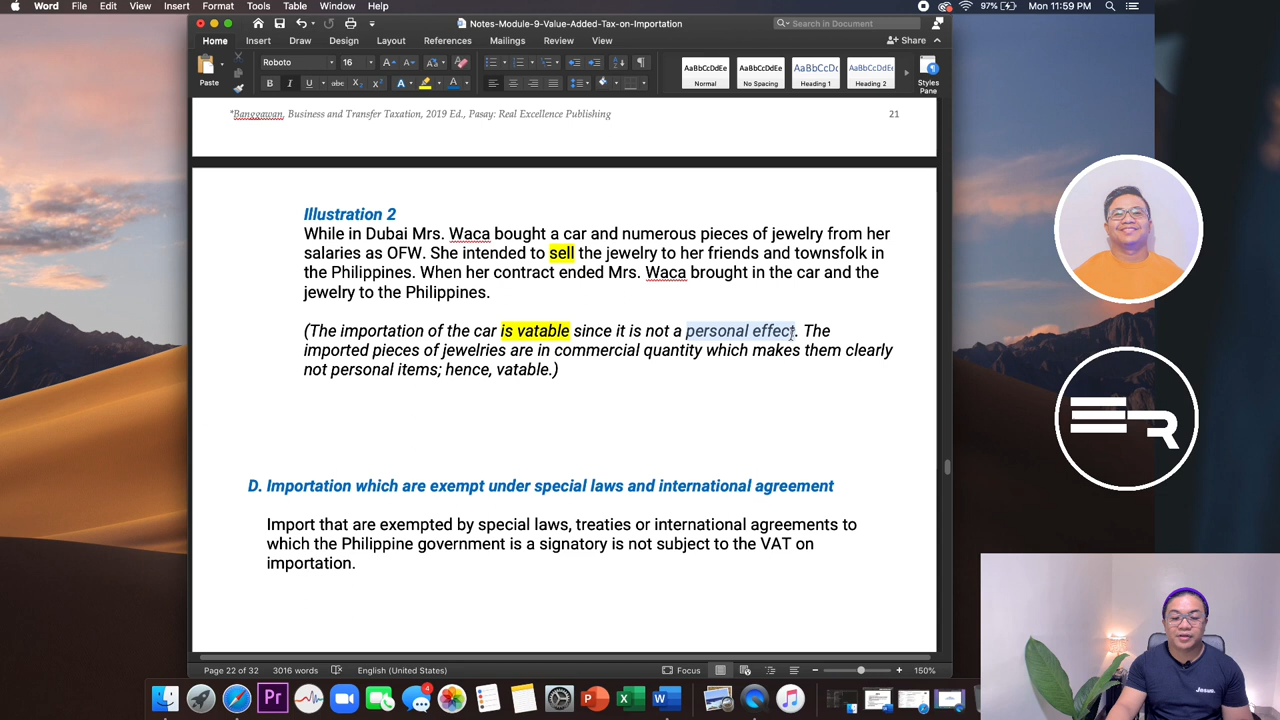 Word File Edit View Insert Format Tools Table Window Help 97% Mon 11:59 PM
Notes-Module-9-Value-Added-Tax-on-Importation
Search in Document
Home Insert Draw Design Layout References Mailings Review View
Share
Paste
Roboto 16
AaBbCcDdEe AaBbCcDdEe AaBbCcDc AaBbCcDdEe
Normal No Spacing Heading 1 Heading 2
Styles
Pane
*Banggawan, Business and Transfer Taxation, 2019 Ed., Pasay: Real Excellence Publishing 21
Illustration 2
While in Dubai Mrs. Waca bought a car and numerous pieces of jewelry from her
salaries as OFW. She intended to sell the jewelry to her friends and townsfolk in
the Philippines. When her contract ended Mrs. Waca brought in the car and the
jewelry to the Philippines.
(The importation of the car is vatable since it is not a personal effect. The
imported pieces of jewelries are in commercial quantity which makes them clearly
not personal items; hence, vatable.)
D. Importation which are exempt under special laws and international agreement
Import that are exempted by special laws, treaties or international agreements to
which the Philippine government is a signatory is not subject to the VAT on
importation.
Page 22 of 32 3016 words English (United States) Focus 150%
ER